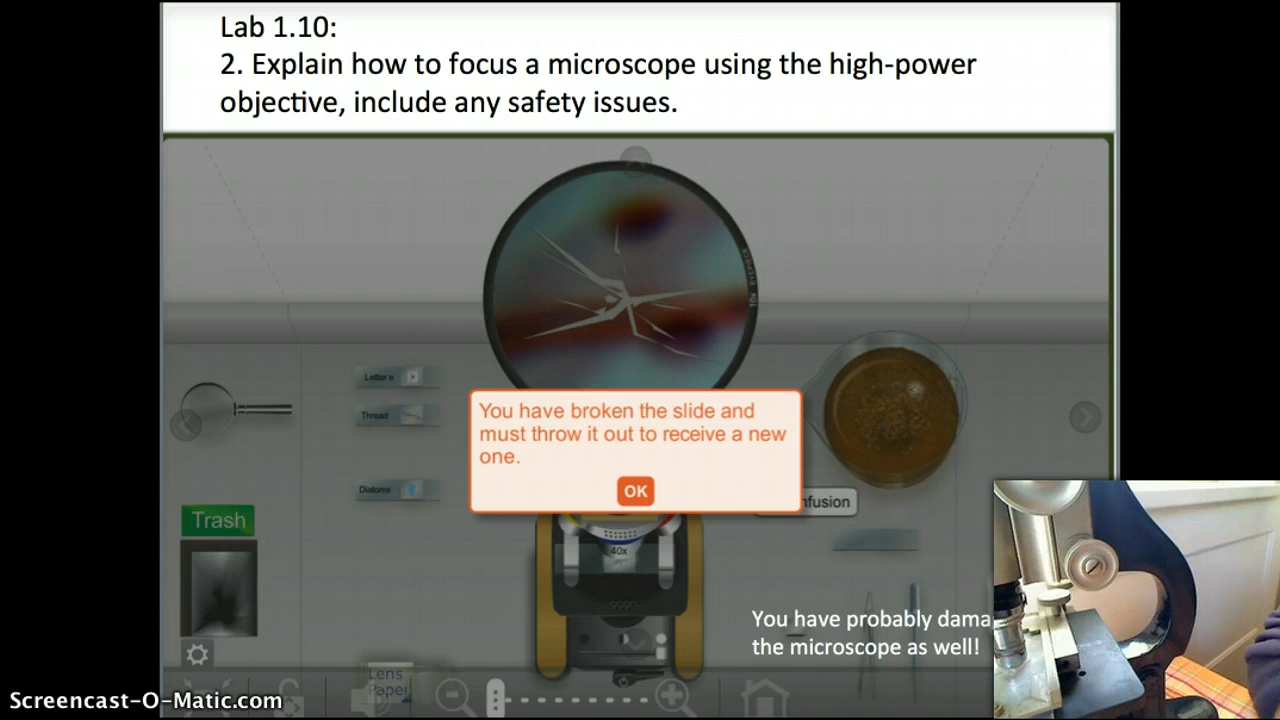 Lab 1.10:
2. Explain how to focus a microscope using the high-power
objective, include any safety issues.
10x
Letter e
Thread
You have broken the slide and
must throw it out to receive a new
one.
OK
Diatoms
nfusion
Trash
40x
You have probably dama
the microscope as well!
Lens
Paper
Screencast-O-Matic.com